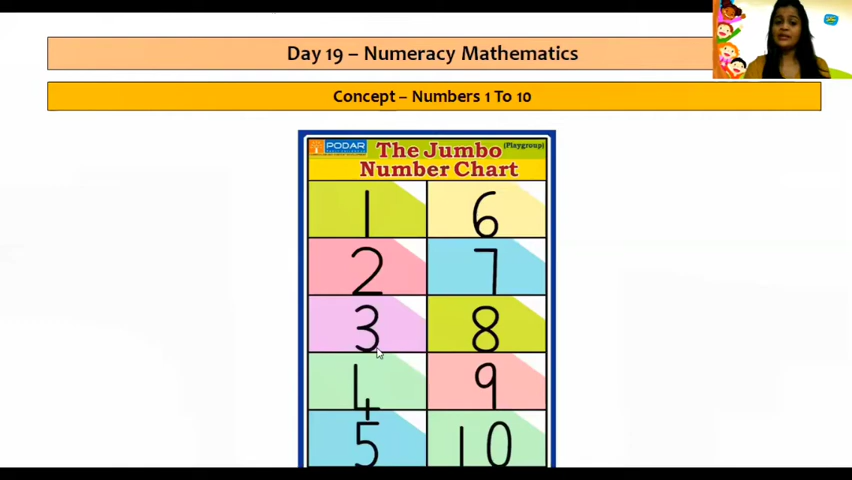 Day 19 – Numeracy Mathematics
Concept – Numbers 1 To 10
PODAR
The Jumbo
(Playgroup)
Number Chart
1 6
2 7
3 8
4 9
5 10